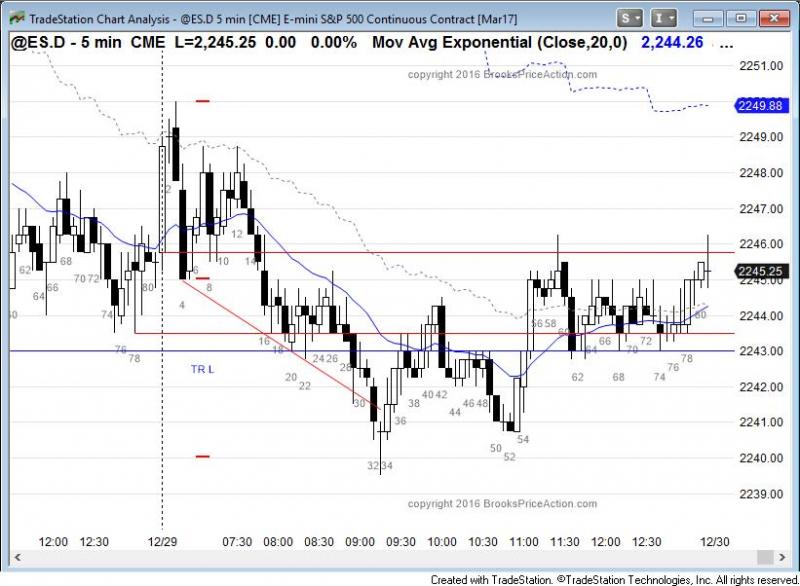 TradeStation Chart Analysis - @ES.D 5 min [CME] E-mini S&P 500 Continuous Contract [Mar17]
S I
@ES.D - 5 min CME L=2,245.25 0.00 0.00% Mov Avg Exponential (Close,20,0) 2,244.26 ...
copyright 2016 BrooksPriceAction.com
2251.00
2249.88
2249.00
2248.00
2247.00
2246.00
2245.25
2244.00
2243.00
2242.00
2241.00
2240.00
2239.00
62 64 66 68 70 72 74 76 78 80
2 4 6 8 10 12 14 16 18 20 22 24 26 28 30 32 34 36 38 40 42 44 46 48 50 52 54 56 58 60 62 64 66 68 70 72 74 76 78 80
TR L
copyright 2016 BrooksPriceAction.com
12:00 12:30 12/29 07:30 08:00 08:30 09:00 09:30 10:00 10:30 11:00 11:30 12:00 12:30 12/30
Created with TradeStation. ©TradeStation Technologies, Inc. All rights reserved.